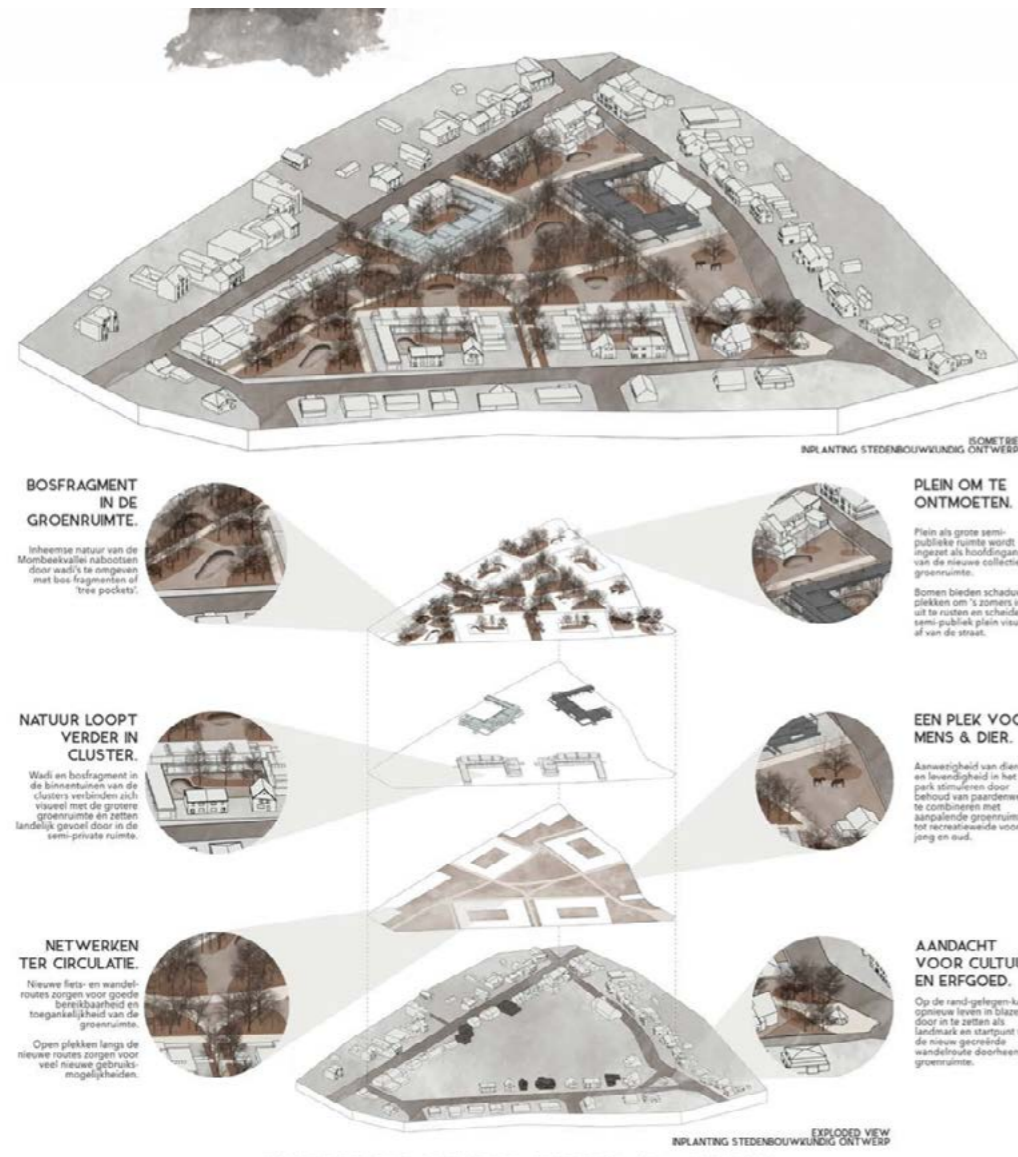 ISOMETRIE
INPLANTING STEDENBOUWKUNDIG ONTWERP
BOSFRAGMENT
IN DE
GROENRUIMTE.
Inheemse natuur van de
Mombeekvallei nabootsen
door wadi's te omgeven
met bos-fragmenten of
'tree pockets'.
PLEIN OM TE
ONTMOETEN.
Plein als grote semi-
publieke ruimte wordt
ingezet als hoofdingan
van de nieuwe collectie
groenruimte.
Bomen bieden schaduw
plekken om 's zomers in
uit te rusten en scheide
semi-publiek plein visu
af van de straat.
NATUUR LOOPT
VERDER IN
CLUSTER.
Wadi en bosfragment in
de binnentuinen van de
clusters verbinden zich
visueel met de grotere
groenruimte en zetten
landelijk gevoel door in de
semi-private ruimte.
EEN PLEK VOO
MENS & DIER.
Aanwezigheid van dier
en levendigheid in het
park stimuleren door
behoud van paardenwe
te combineren met
aanpalende groenruim
tot recreatieweide voor
jong en oud.
NETWERKEN
TER CIRCULATIE.
Nieuwe fiets- en wandel-
routes zorgen voor goede
bereikbaarheid en
toegankelijkheid van de
groenruimte.
Open plekken langs de
nieuwe routes zorgen voor
veel nieuwe gebruiks-
mogelijkheden.
AANDACHT
VOOR CULTUU
EN ERFGOED.
Op de rand-gelegen-ka
opnieuw leven in blaze
door in te zetten als
landmark en startpunt
de nieuw gecreëerde
wandelroute doorheen
groenruimte.
EXPLODED VIEW
INPLANTING STEDENBOUWKUNDIG ONTWERP